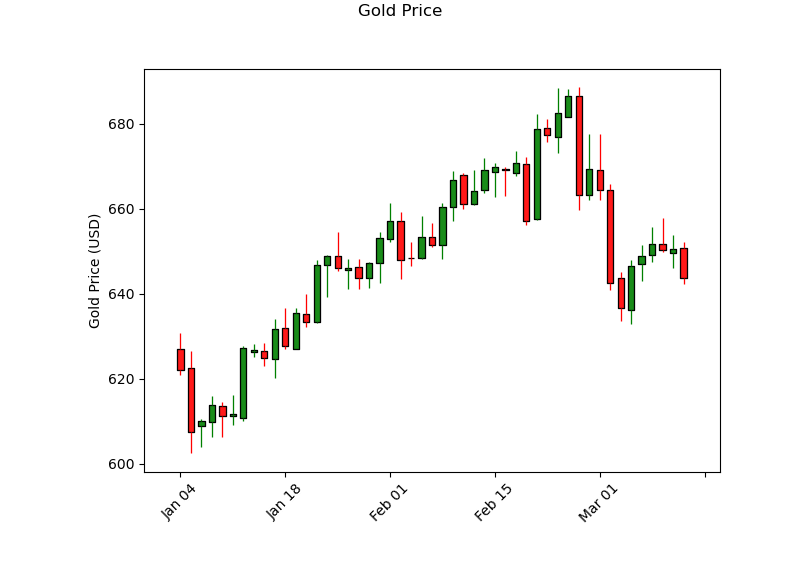 Gold Price
680
660
640
620
600
Gold Price (USD)
Jan 04
Jan 18
Feb 01
Feb 15
Mar 01